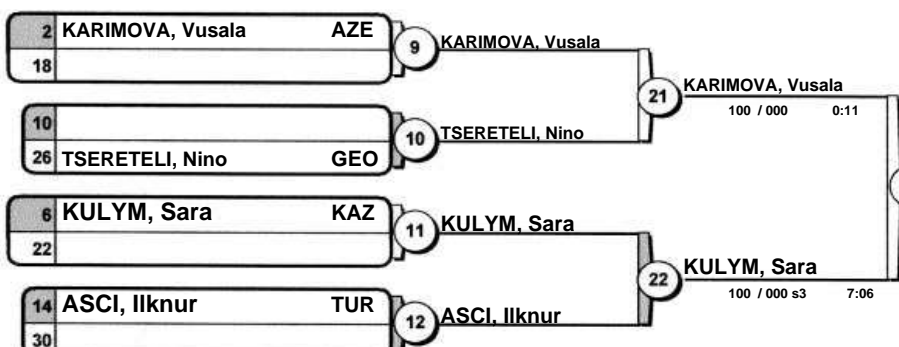 2 KARIMOVA, Vusala AZE
18
9 KARIMOVA, Vusala
21 KARIMOVA, Vusala
100 / 000 0:11
10
26 TSERETELI, Nino GEO
10 TSERETELI, Nino
6 KULYM, Sara KAZ
22
11 KULYM, Sara
22 KULYM, Sara
100 / 000 s3 7:06
14 ASCI, Ilknur TUR
30
12 ASCI, Ilknur